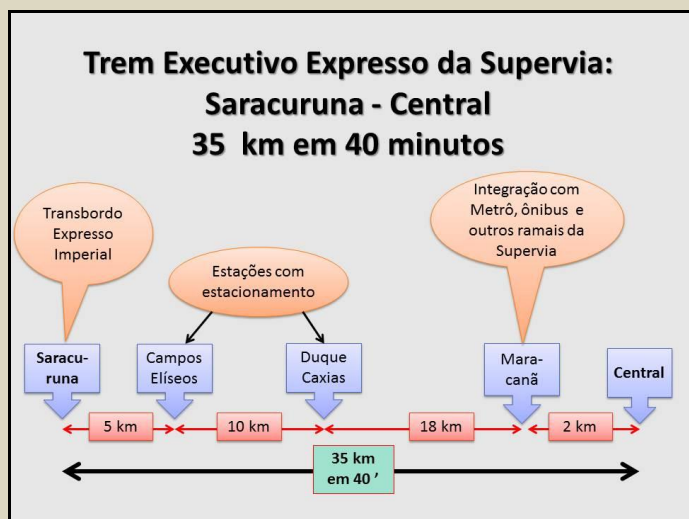 Trem Executivo Expresso da Supervia:
Saracuruna - Central
35 km em 40 minutos
Transbordo
Expresso
Imperial
Estações com
estacionamento
Integração com
Metrô, ônibus e
outros ramais da
Supervia
Saracu-
runa
Campos
Elíseos
Duque
Caxias
Mara-
canã
Central
5 km
10 km
18 km
2 km
35 km
em 40 ’